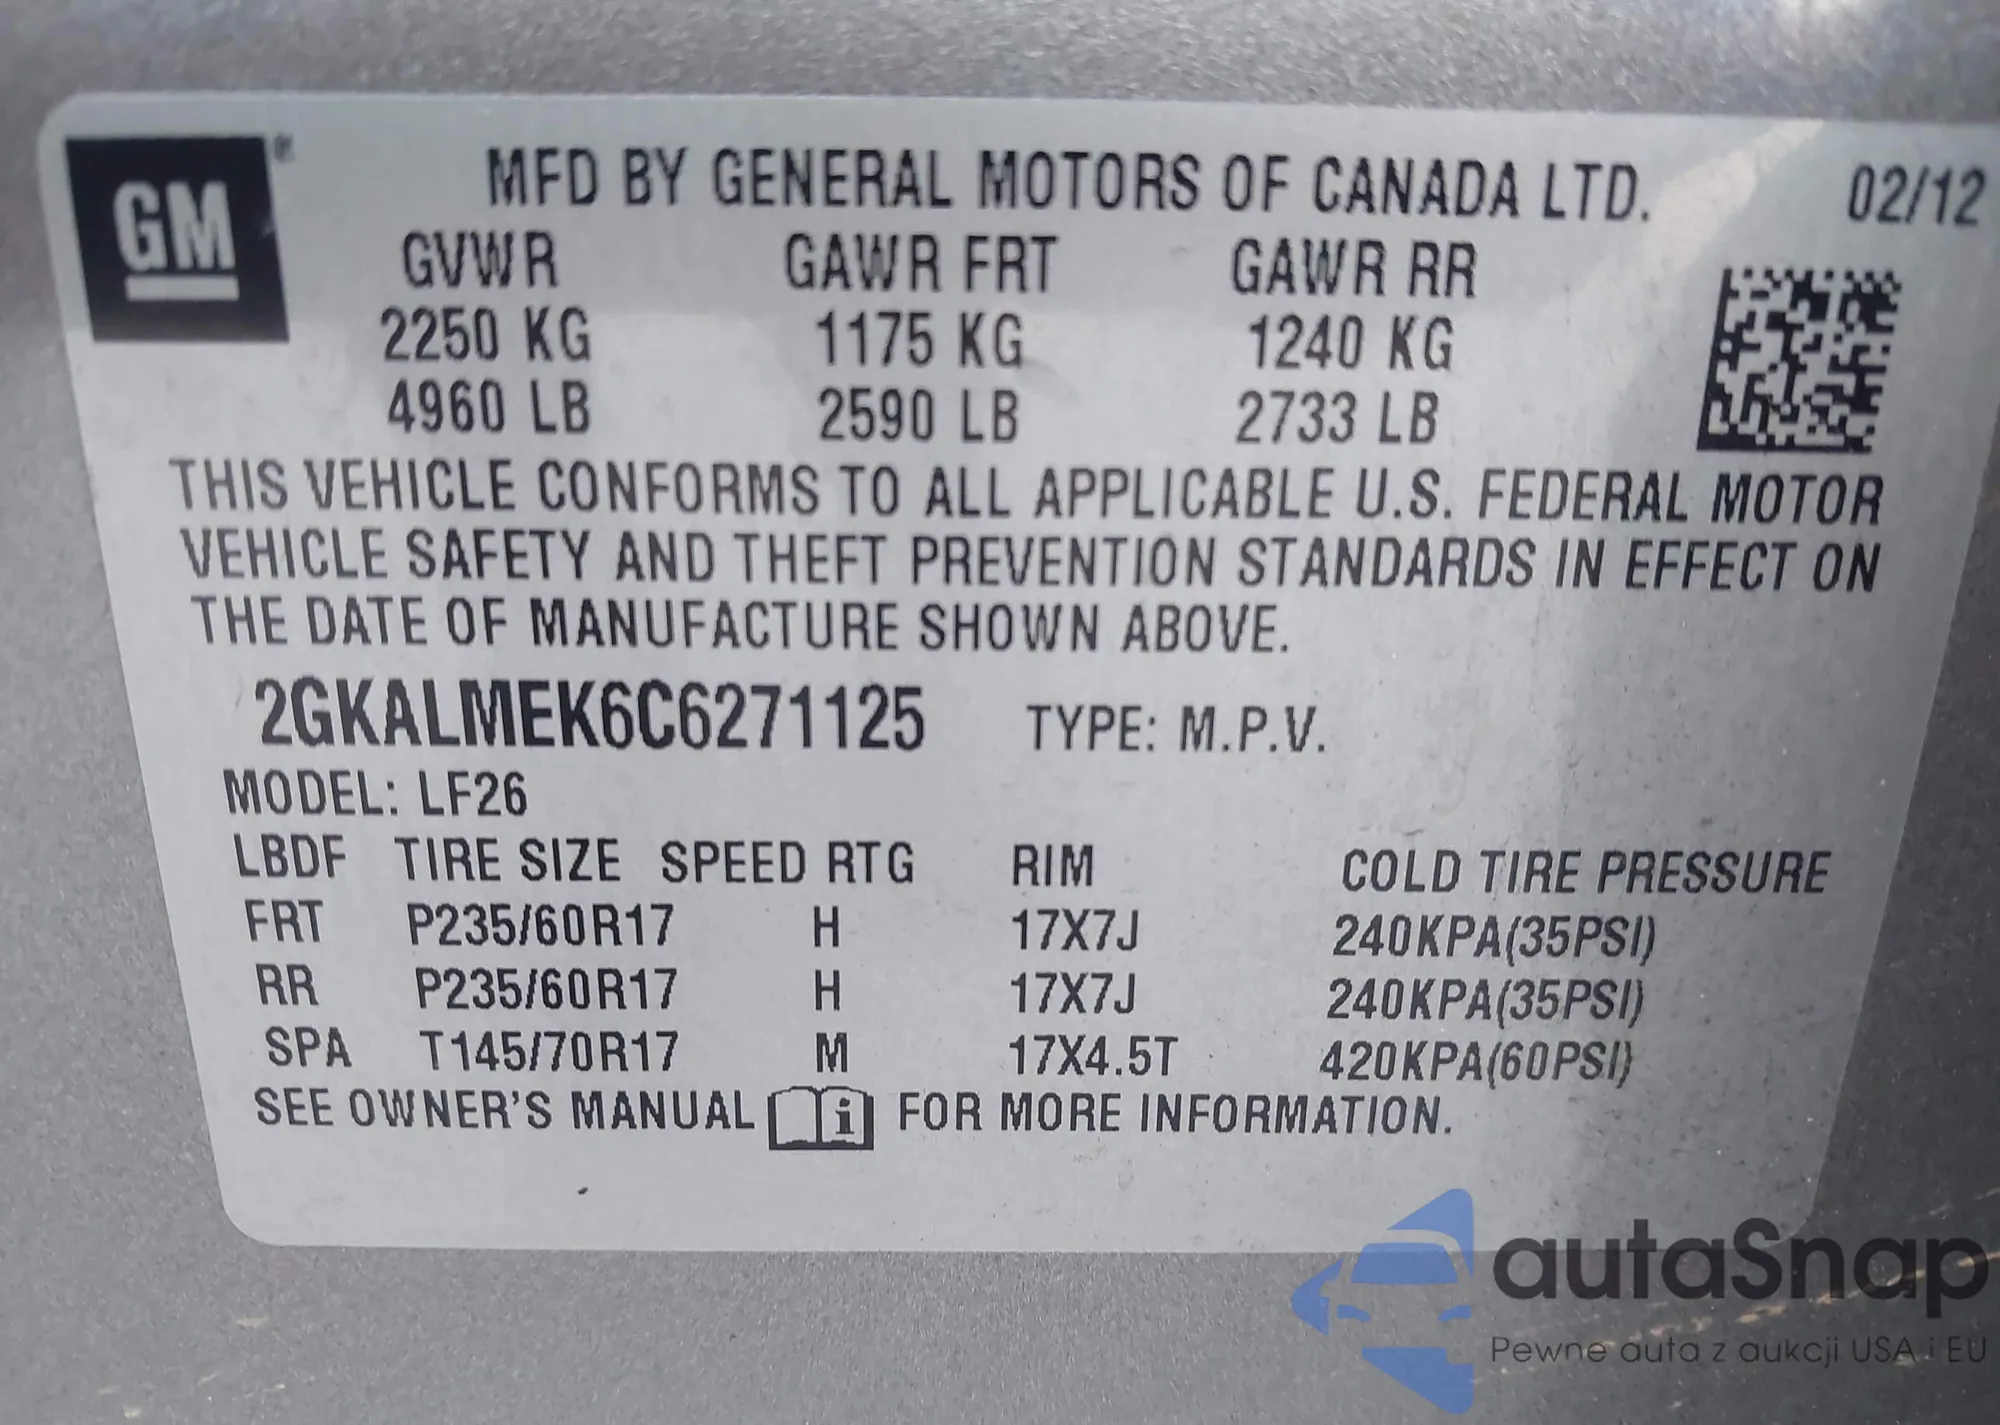 GM®
MFD BY GENERAL MOTORS OF CANADA LTD. 02/12
GVWR GAWR FRT GAWR RR
2250 KG 1175 KG 1240 KG
4960 LB 2590 LB 2733 LB
THIS VEHICLE CONFORMS TO ALL APPLICABLE U.S. FEDERAL MOTOR
VEHICLE SAFETY AND THEFT PREVENTION STANDARDS IN EFFECT ON
THE DATE OF MANUFACTURE SHOWN ABOVE.
2GKALMEK6C6271125 TYPE: M.P.V.
MODEL: LF26
LBDF TIRE SIZE SPEED RTG RIM COLD TIRE PRESSURE
FRT P235/60R17 H 17X7J 240KPA(35PSI)
RR P235/60R17 H 17X7J 240KPA(35PSI)
SPA T145/70R17 M 17X4.5T 420KPA(60PSI)
SEE OWNER'S MANUAL i FOR MORE INFORMATION.
autaSnap
Pewne auta z aukcji USA i EU